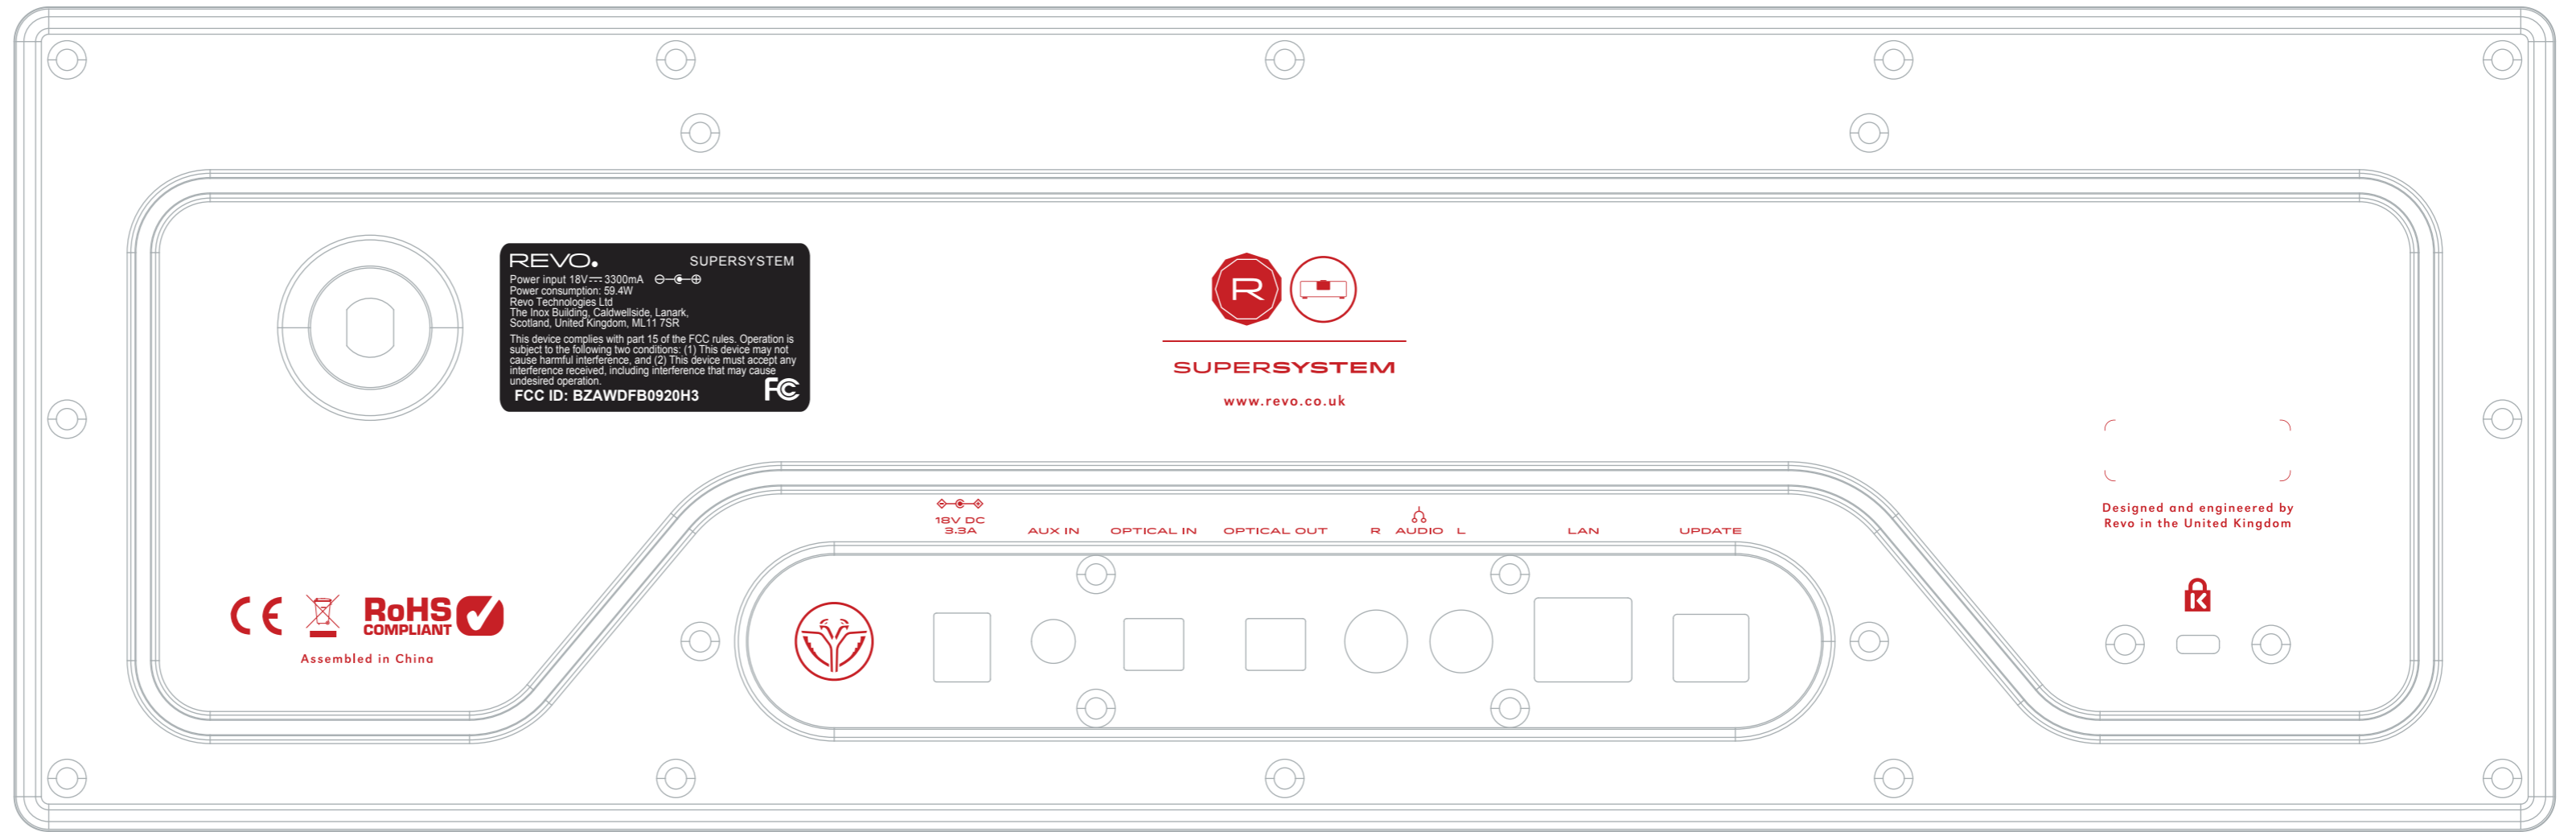 REVO.
SUPERSYSTEM
Power input 18V 3300mA
Power consumption: 59.4W
Revo Technologies Ltd
The Inox Building, Caldwellside, Lanark,
Scotland, United Kingdom, ML11 7SR
This device complies with part 15 of the FCC rules. Operation is
subject to the following two conditions: (1) This device may not
cause harmful interference, and (2) This device must accept any
interference received, including interference that may cause
undesired operation.
FCC ID: BZAWDFB0920H3
FC
R
SUPERSYSTEM
www.revo.co.uk
18V DC
3.3A
AUX IN
OPTICAL IN
OPTICAL OUT
R AUDIO L
LAN
UPDATE
Designed and engineered by
Revo in the United Kingdom
K
CE
RoHS
COMPLIANT
Assembled in China